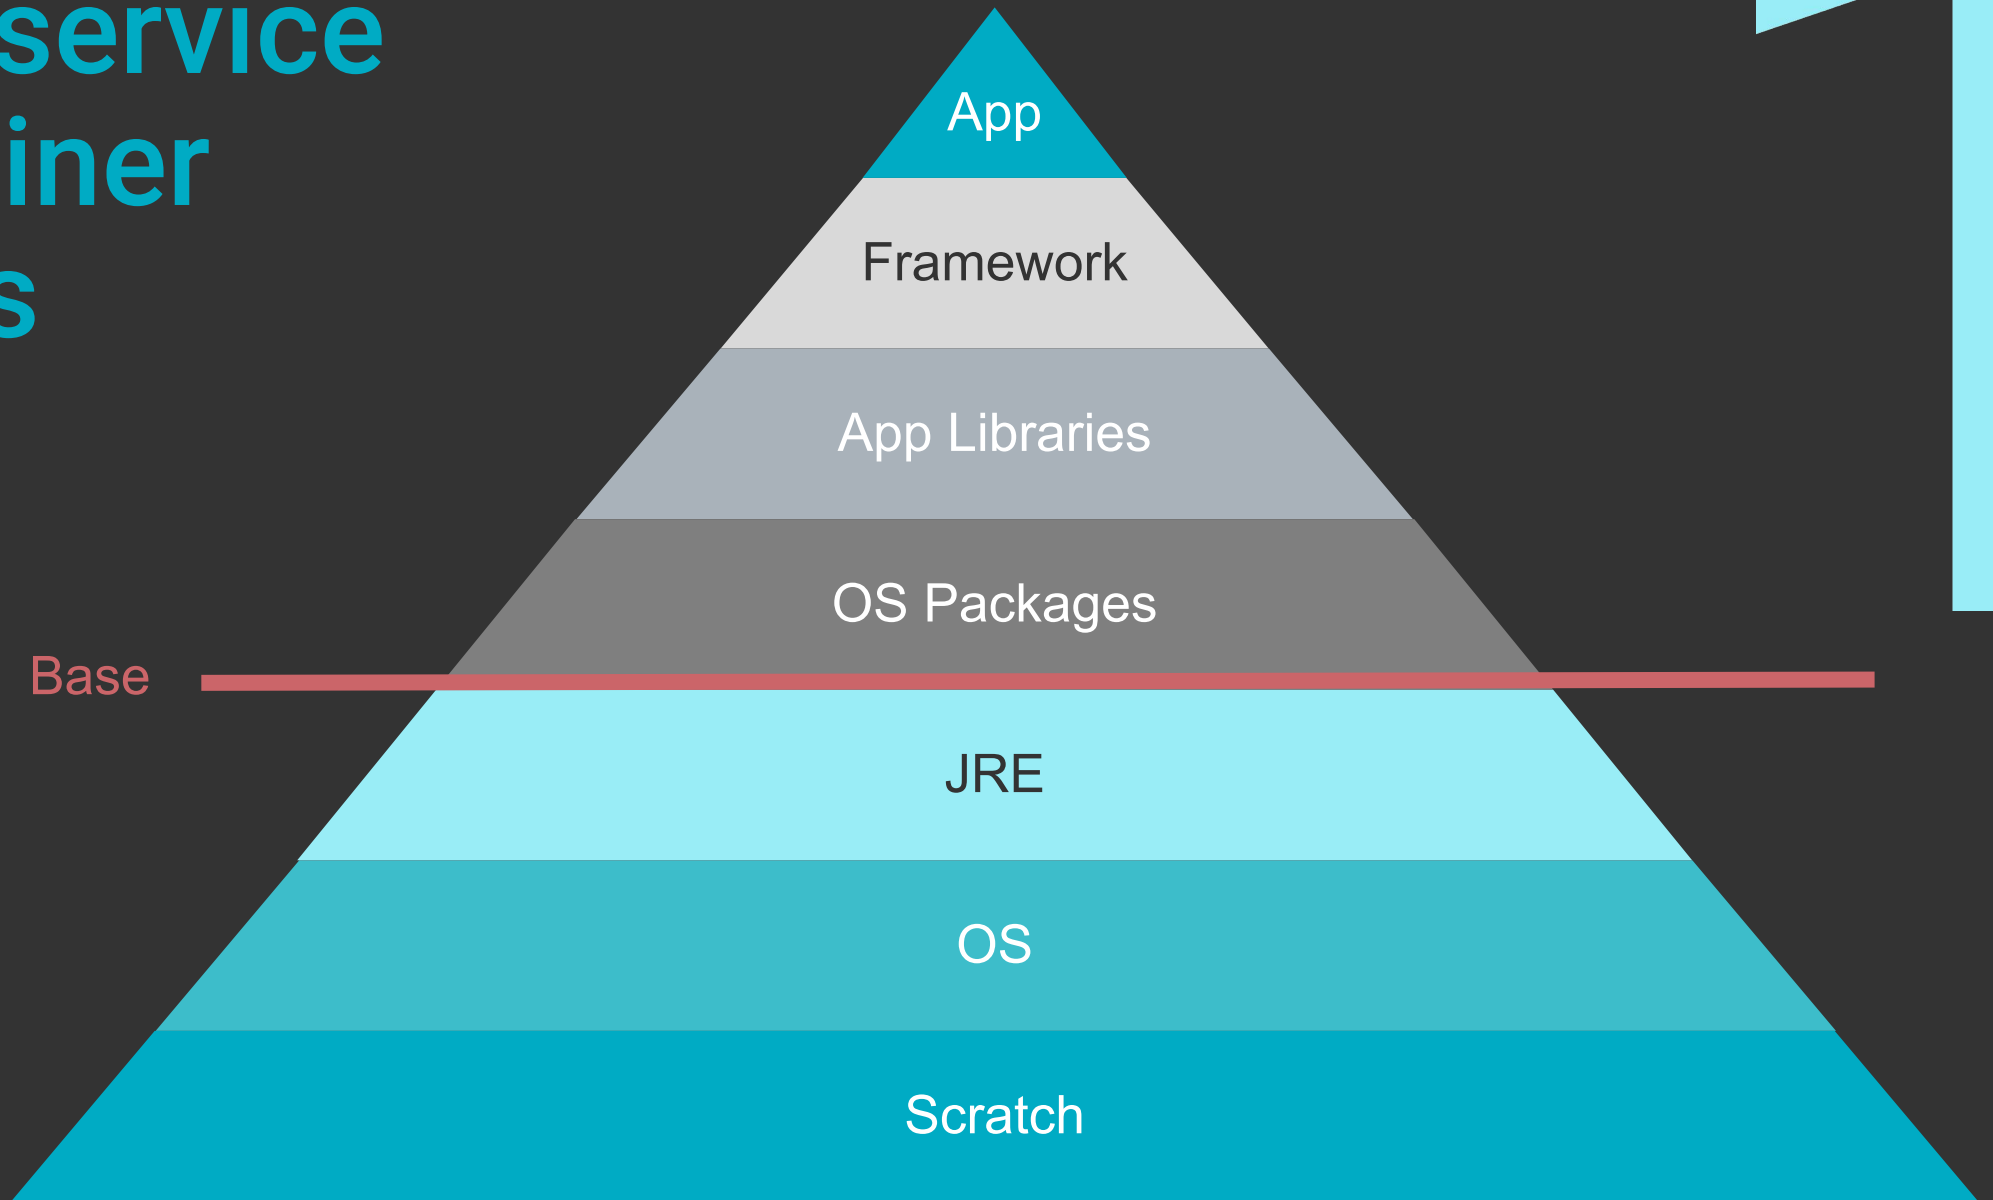 service
iner
s
App
Framework
App Libraries
OS Packages
Base
JRE
OS
Scratch